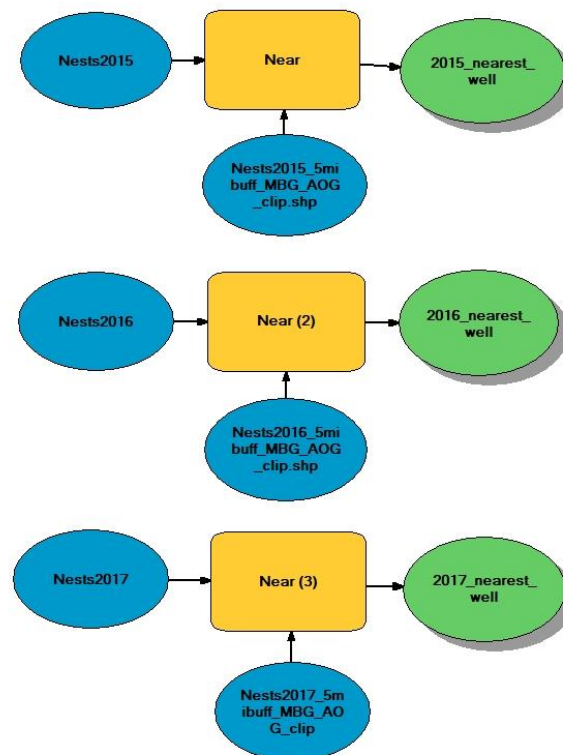 Nests2015
Near
2015_nearest_
well
Nests2015_5mi
buff_MBG_AOG
_clip.shp
Nests2016
Near (2)
2016_nearest_
well
Nests2016_5mi
buff_MBG_AOG
_clip.shp
Nests2017
Near (3)
2017_nearest_
well
Nests2017_5m
ibuff_MBG_AO
G_clip